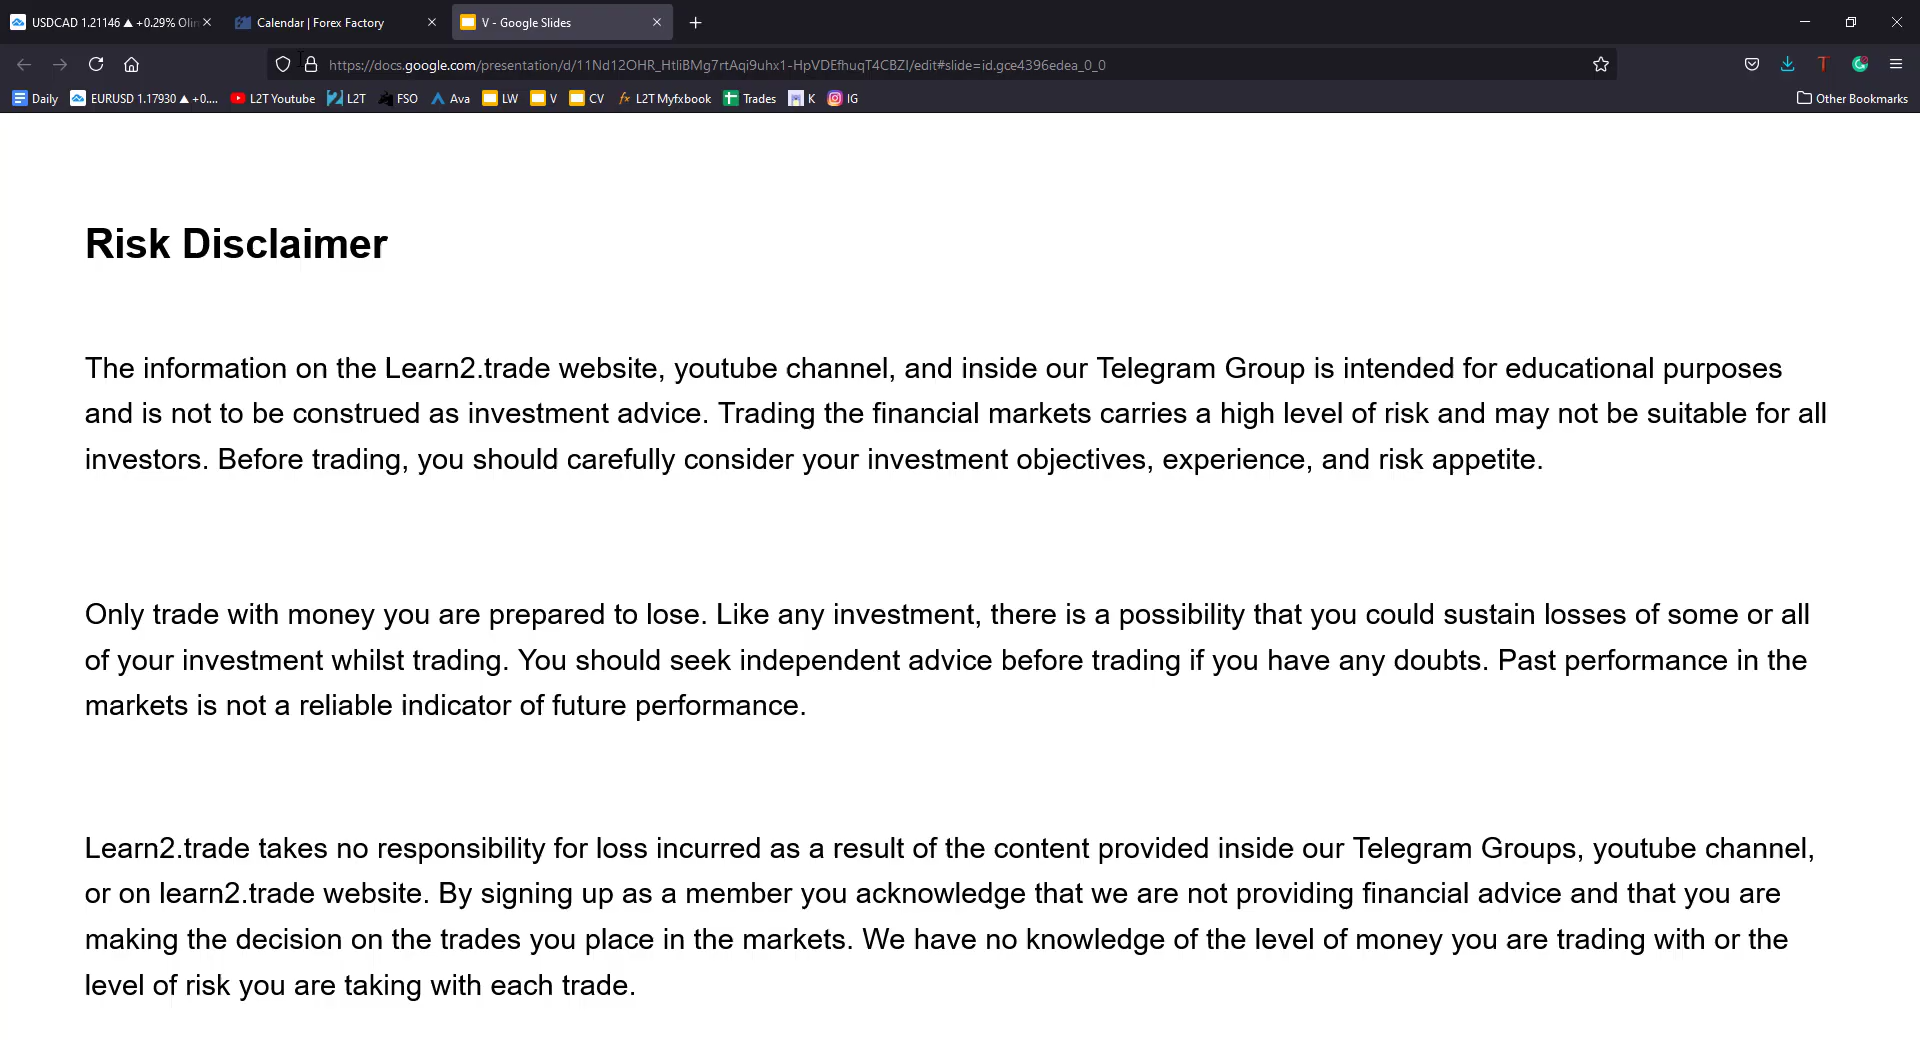 USDCAD 1.21146 ▲ +0.29% Olin
Calendar | Forex Factory
V - Google Slides
https://docs.google.com/presentation/d/11Nd12OHR_HtliBMg7rtAqi9uhx1-HpVDEfhuqT4CBZI/edit#slide=id.gce4396edea_0_0
Daily EURUSD 1.17930 ▲ +0.... L2T Youtube L2T FSO Ava LW V CV L2T Myfxbook Trades K IG Other Bookmarks
Risk Disclaimer
The information on the Learn2.trade website, youtube channel, and inside our Telegram Group is intended for educational purposes
and is not to be construed as investment advice. Trading the financial markets carries a high level of risk and may not be suitable for all
investors. Before trading, you should carefully consider your investment objectives, experience, and risk appetite.
Only trade with money you are prepared to lose. Like any investment, there is a possibility that you could sustain losses of some or all
of your investment whilst trading. You should seek independent advice before trading if you have any doubts. Past performance in the
markets is not a reliable indicator of future performance.
Learn2.trade takes no responsibility for loss incurred as a result of the content provided inside our Telegram Groups, youtube channel,
or on learn2.trade website. By signing up as a member you acknowledge that we are not providing financial advice and that you are
making the decision on the trades you place in the markets. We have no knowledge of the level of money you are trading with or the
level of risk you are taking with each trade.